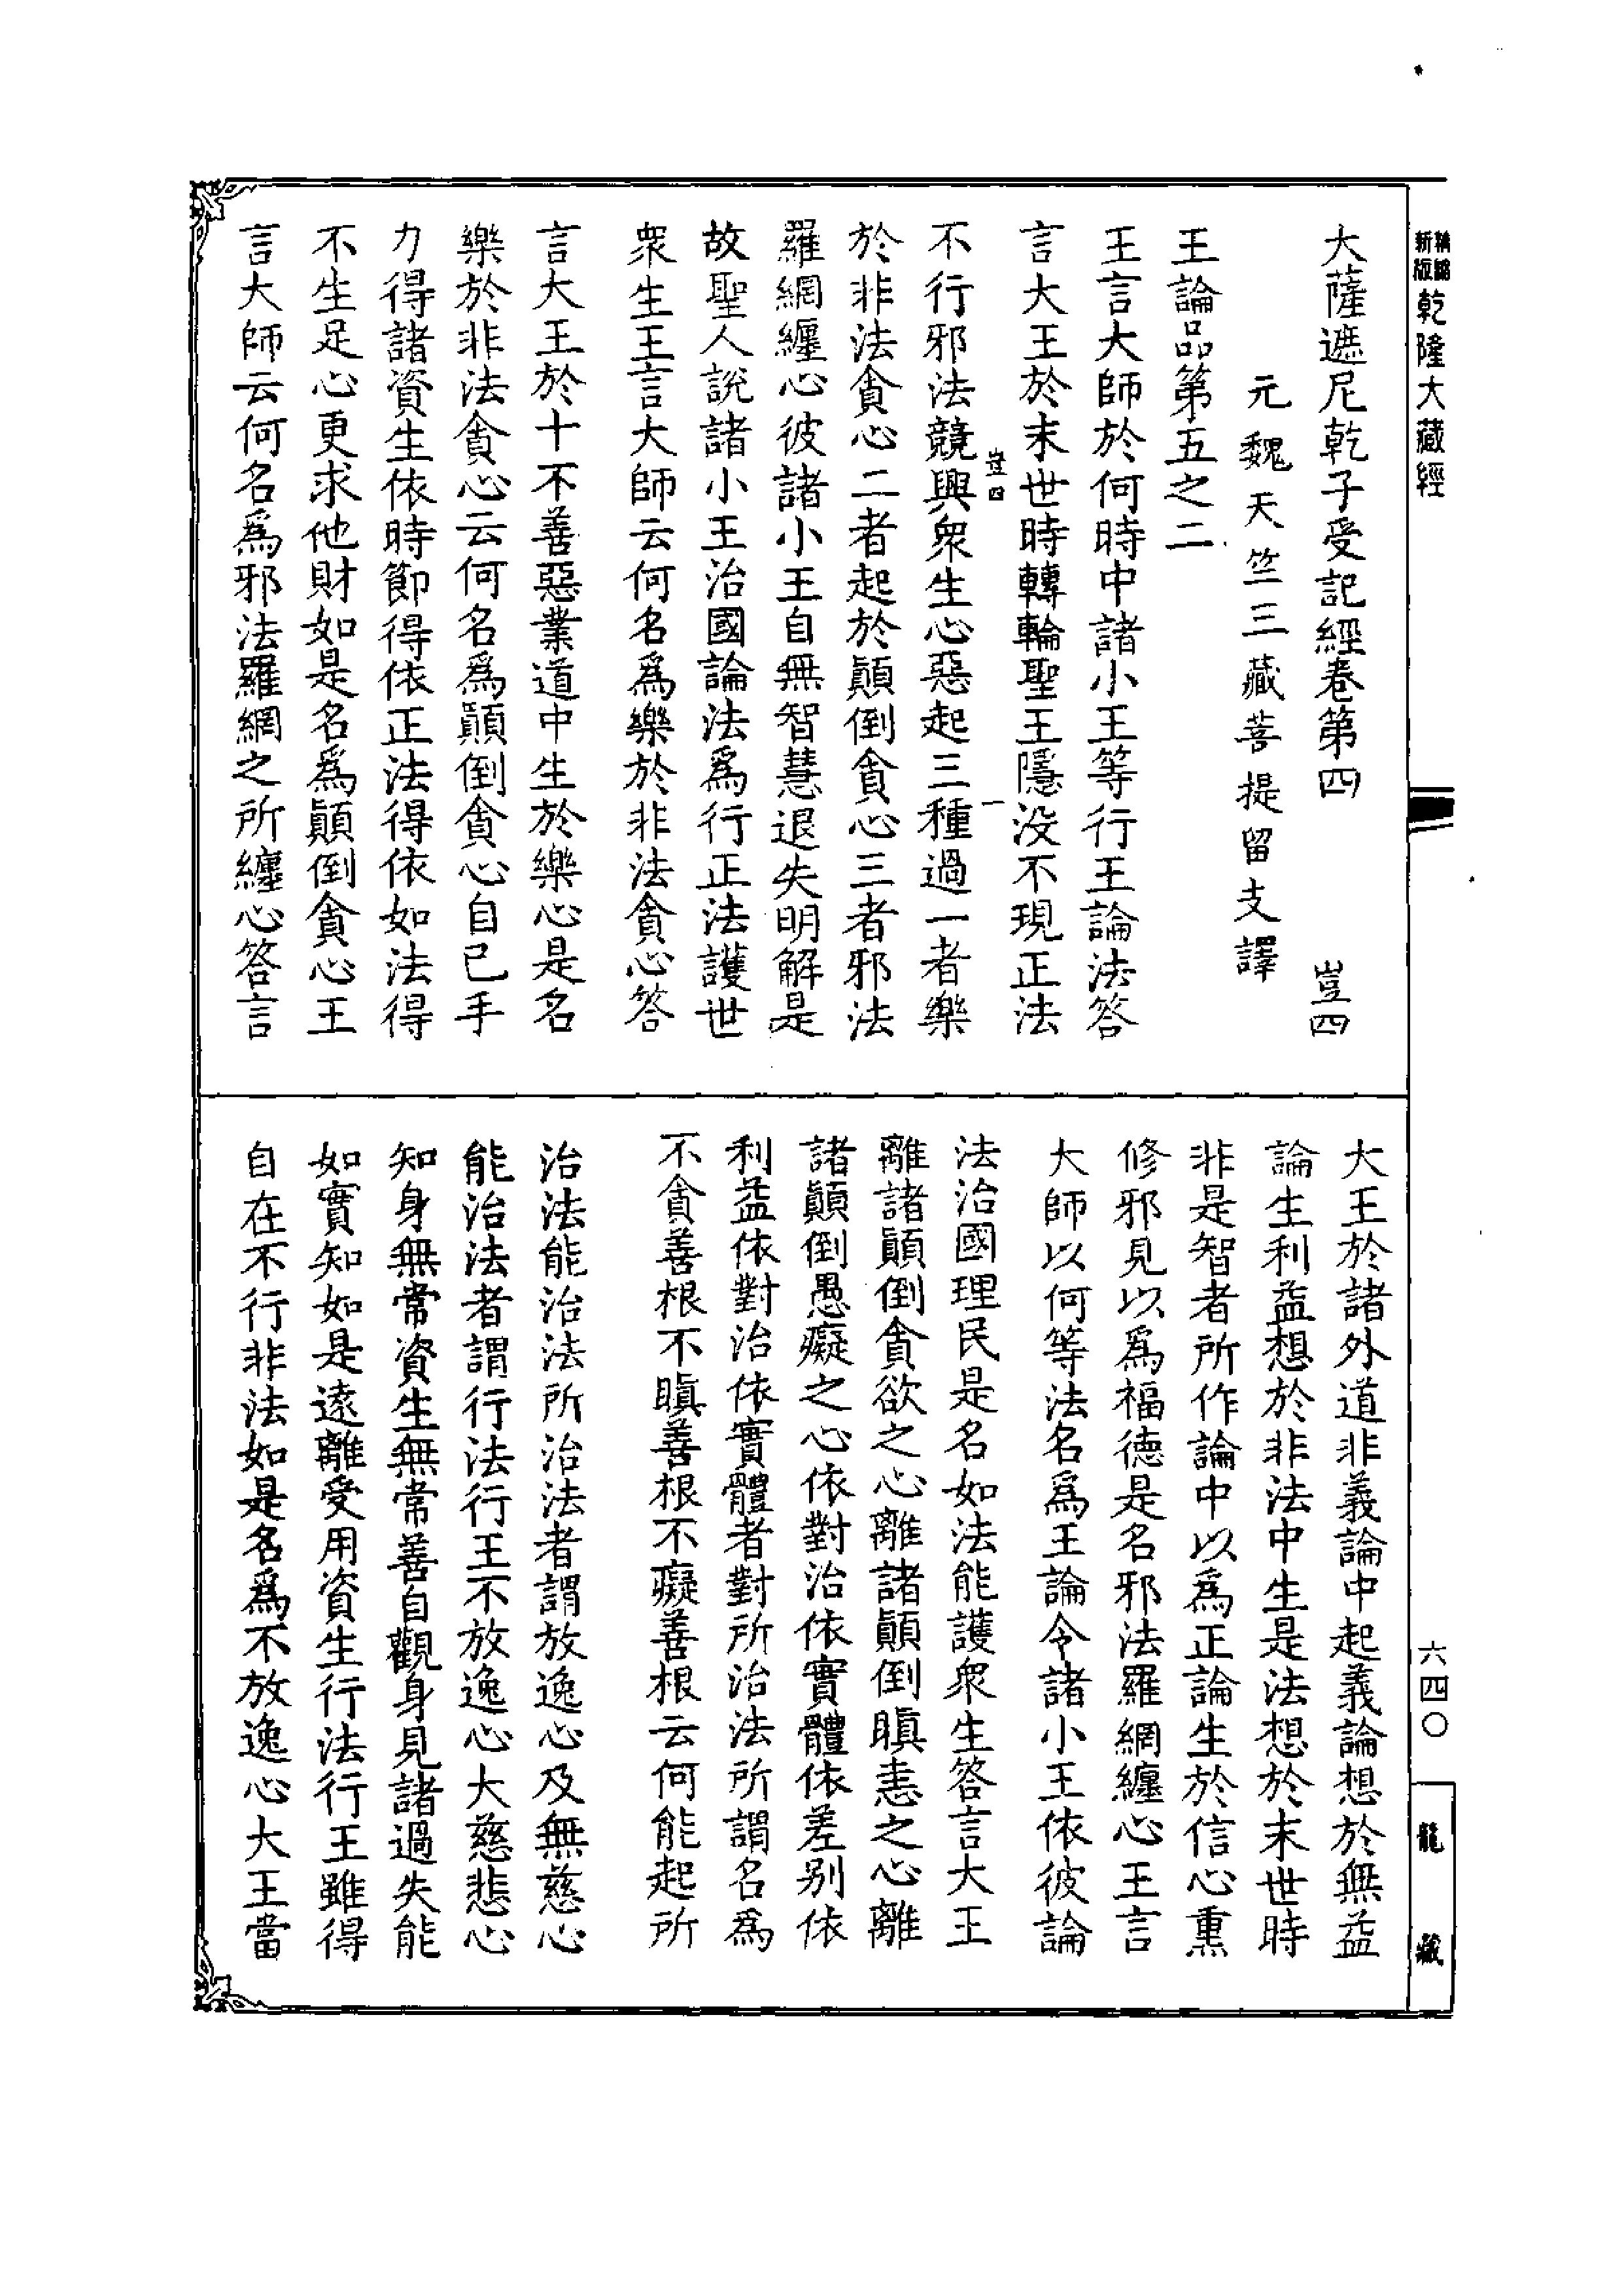 新版
乾隆大藏經
大薩遮尼乾子受記經卷第四 豈四
元魏天竺三藏菩提留支譯
王論品第五之二
王言大師於何時中諸小王等行王論法答
言大王於末世時轉輪聖王隱没不現正法
豈四 一
不行邪法競興衆生心惡起三種過一者樂
於非法貪心二者起於顛倒貪心三者邪法
羅網纏心彼諸小王自無智慧退失明解是
故聖人說諸小王治國論法爲行正法護世
衆生王言大師云何名爲樂於非法貪心答
言大王於十不善惡業道中生於樂心是名
樂於非法貪心云何名爲顛倒貪心自已手
力得諸資生依時節得依正法得依如法得
不生足心更求他財如是名爲顛倒貪心王
言大師云何名爲邪法羅網之所纏心答言
大王於諸外道非義論中起義論想於無益
論生利益想於非法中生是法想於末世時
非是智者所作論中以爲正論生於信心熏
修邪見以爲福德是名邪法羅網纏心王言
大師以何等法名爲王論令諸小王依彼論
法治國理民是名如法能護衆生答言大王
離諸顛倒貪欲之心離諸顛倒瞋恚之心離
諸顛倒愚癡之心依對治依實體依差别依
利益依對治依實體者對所治法所謂名爲
不貪善根不瞋善根不癡善根云何能起所
治法能治法所治法者謂放逸心及無慈心
能治法者謂行法行王不放逸心大慈悲心
知身無常資生無常善自觀身見諸過失能
如實知如是遠離受用資生行法行王雖得
自在不行非法如是名爲不放逸心大王當
六四〇
龍藏